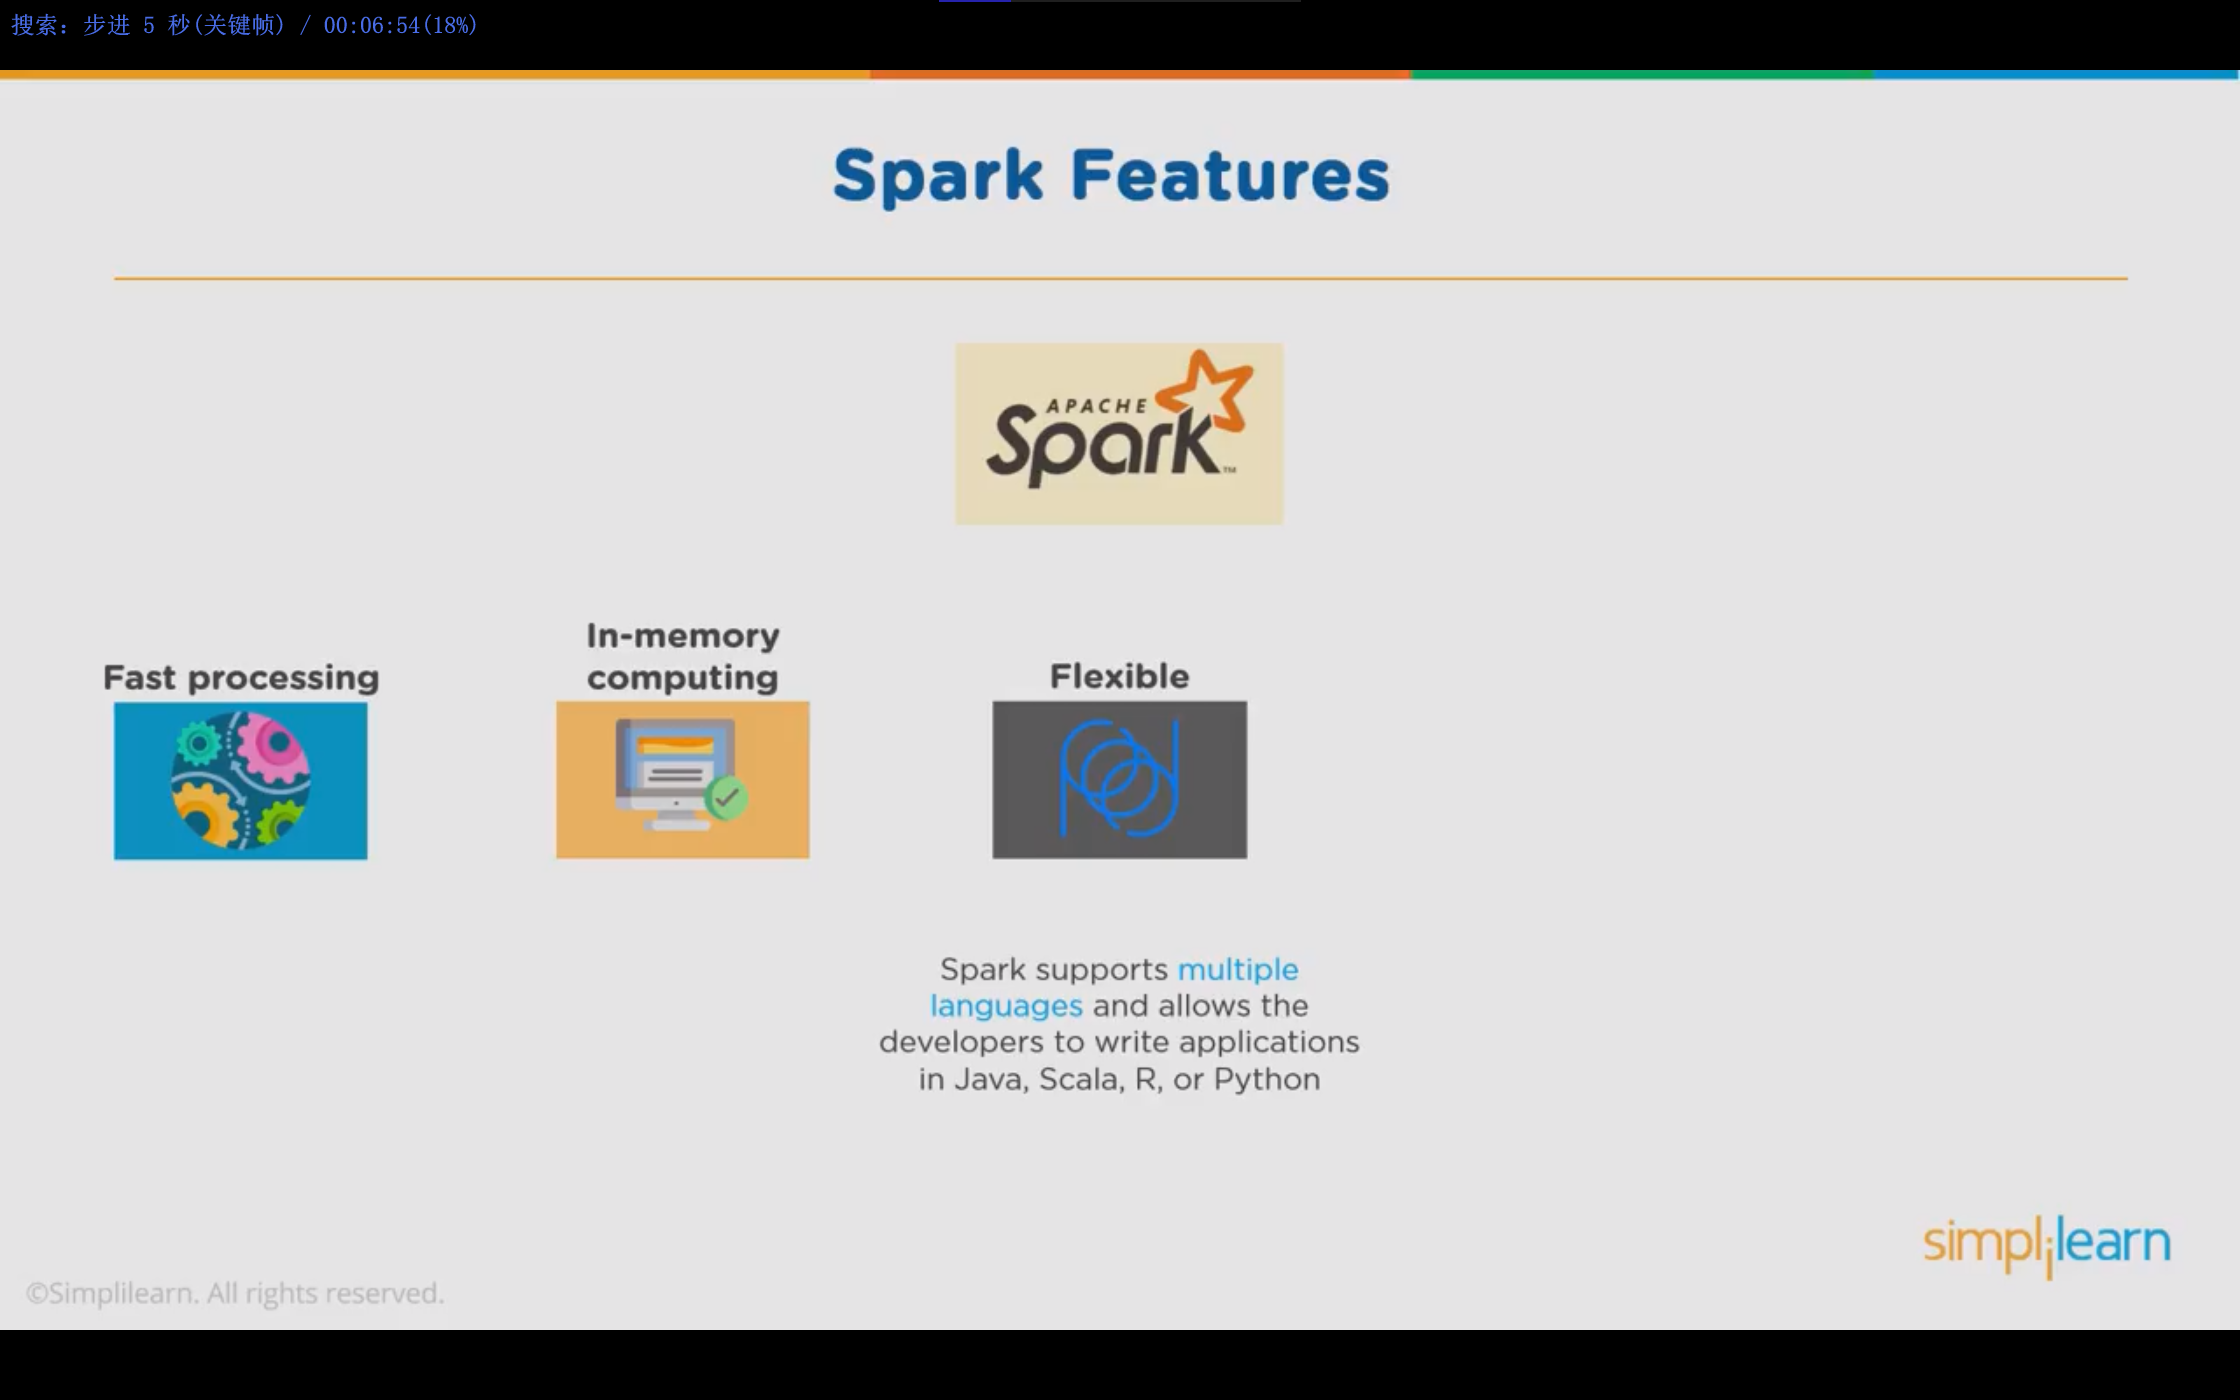 搜索: 步进 5 秒(关键帧) / 00:06:54(18%)
Spark Features
APACHE
Spark™
In-memory
computing
Fast processing
Flexible
Spark supports multiple
languages and allows the
developers to write applications
in Java, Scala, R, or Python
simplilearn
©Simplilearn. All rights reserved.